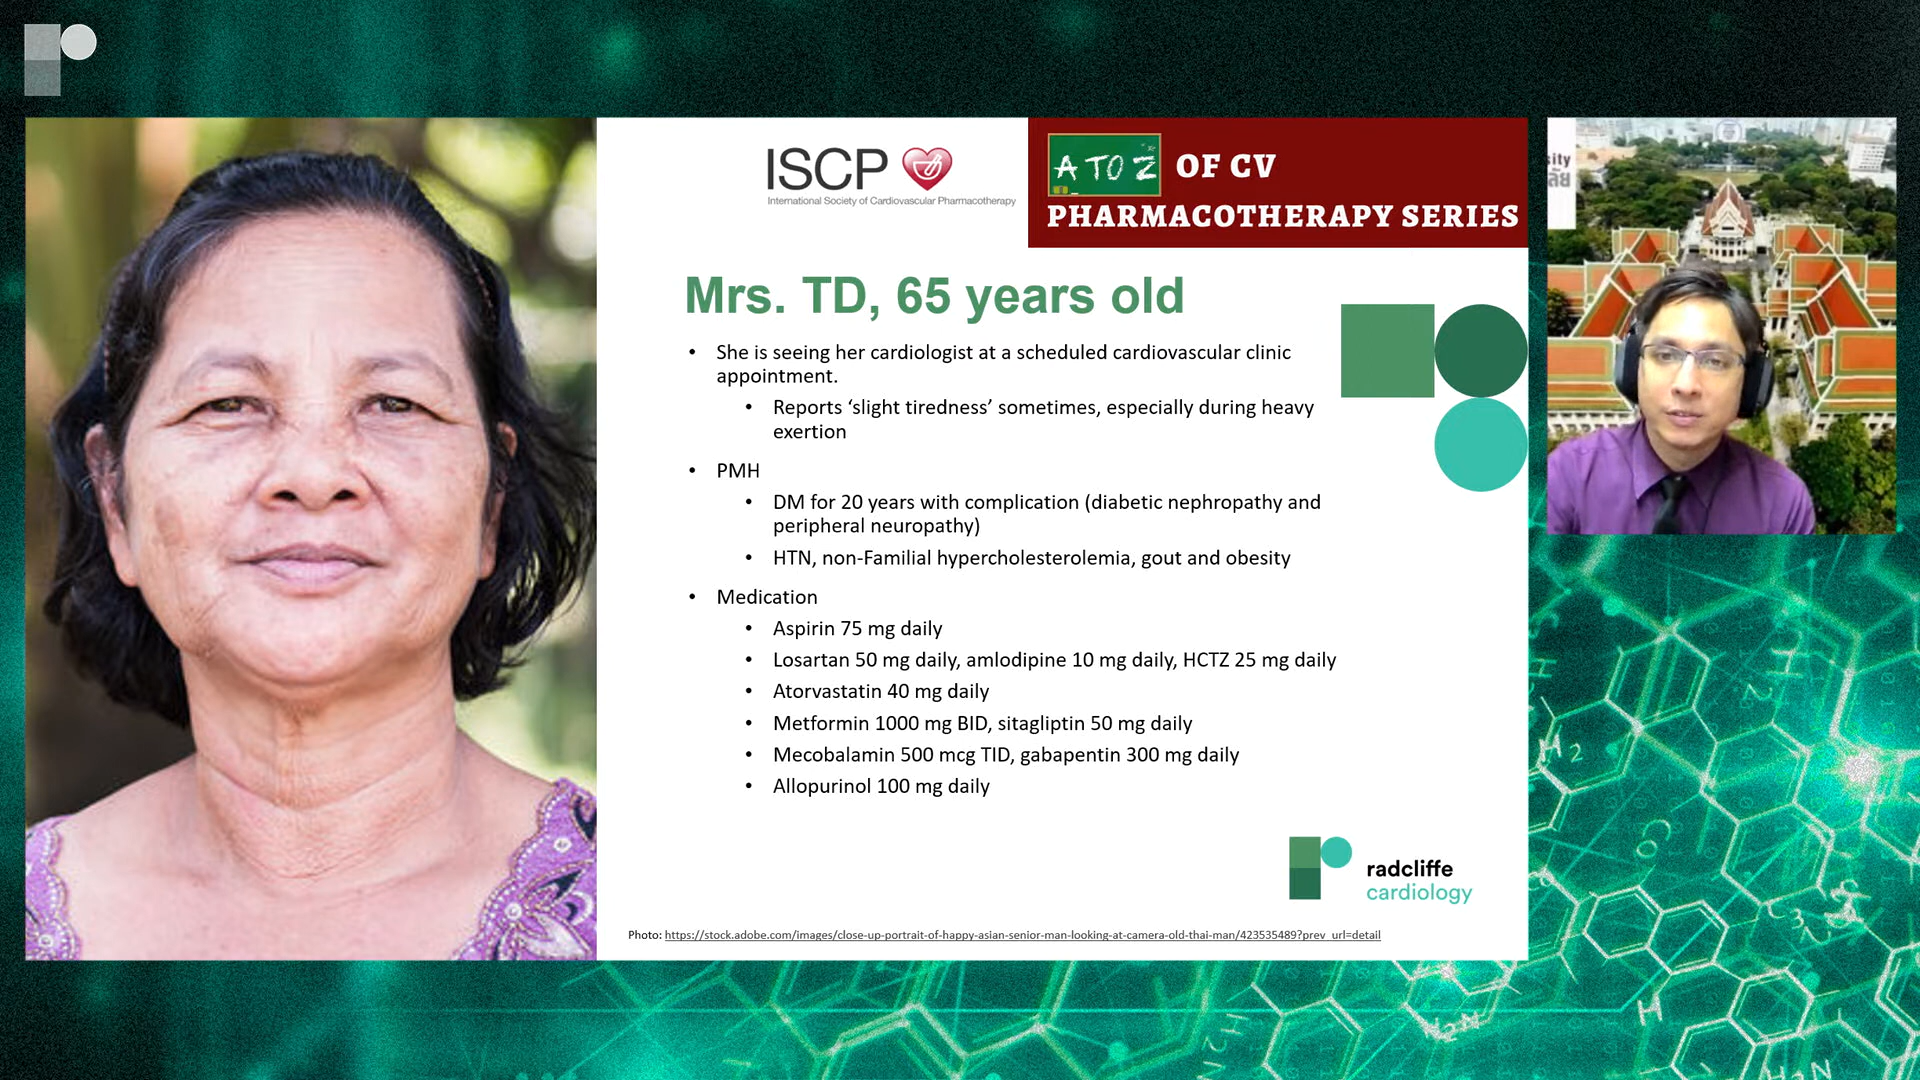 ISCP
International Society of Cardiovascular Pharmacotherapy
A TO Z OF CV
PHARMACOTHERAPY SERIES
Mrs. TD, 65 years old
• She is seeing her cardiologist at a scheduled cardiovascular clinic
appointment.
• Reports ‘slight tiredness’ sometimes, especially during heavy
exertion
• PMH
• DM for 20 years with complication (diabetic nephropathy and
peripheral neuropathy)
• HTN, non-Familial hypercholesterolemia, gout and obesity
• Medication
• Aspirin 75 mg daily
• Losartan 50 mg daily, amlodipine 10 mg daily, HCTZ 25 mg daily
• Atorvastatin 40 mg daily
• Metformin 1000 mg BID, sitagliptin 50 mg daily
• Mecobalamin 500 mcg TID, gabapentin 300 mg daily
• Allopurinol 100 mg daily
radcliffe
cardiology
Photo: https://stock.adobe.com/images/close-up-portrait-of-happy-asian-senior-man-looking-at-camera-old-thai-man/423535489?prev_url=detail